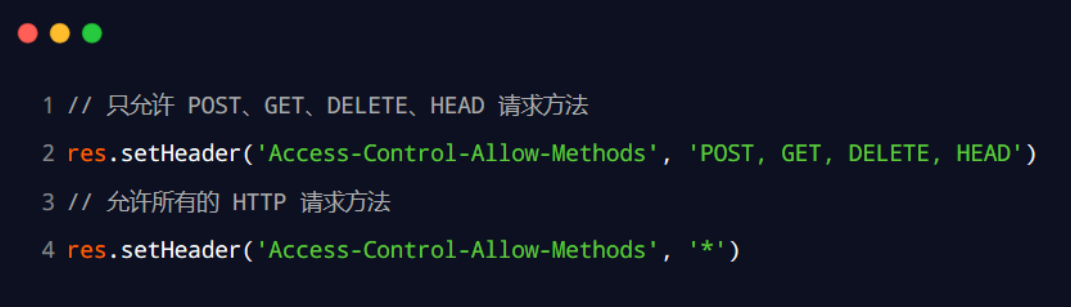 1 // 只允许 POST、GET、DELETE、HEAD 请求方法
2 res.setHeader('Access-Control-Allow-Methods', 'POST, GET, DELETE, HEAD')
3 // 允许所有的 HTTP 请求方法
4 res.setHeader('Access-Control-Allow-Methods', '*')